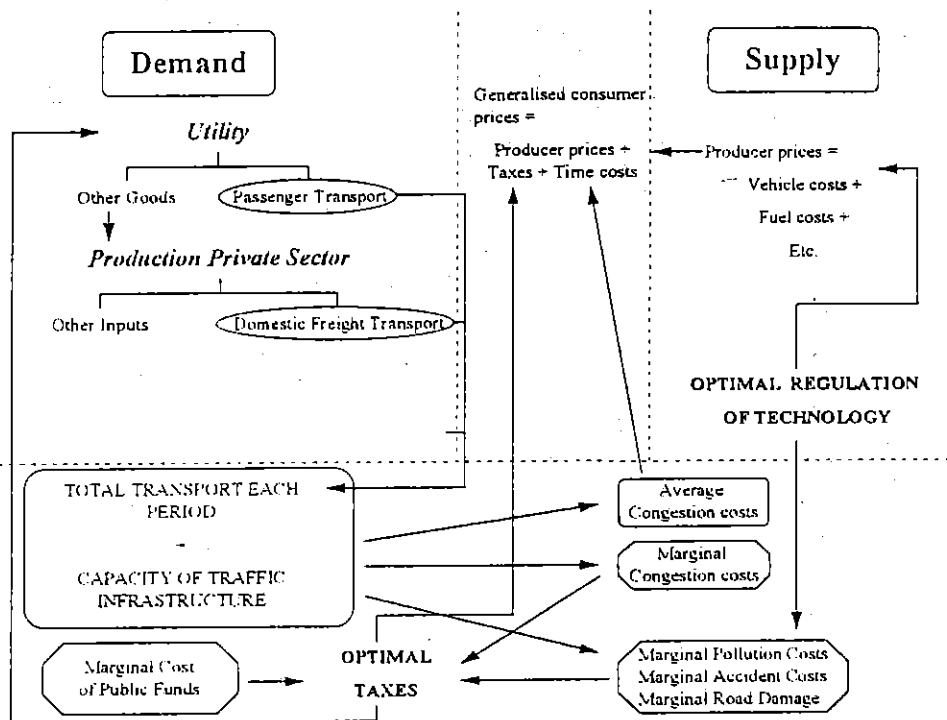 Demand
Utility
Other Goods
Passenger Transport
Production Private Sector
Other Inputs
Domestic Freight Transport
Generalised consumer
prices =
Producer prices +
Taxes + Time costs
Supply
Producer prices =
Vehicle costs +
Fuel costs +
Etc.
OPTIMAL REGULATION
OF TECHNOLOGY
TOTAL TRANSPORT EACH
PERIOD
-
CAPACITY OF TRAFFIC
INFRASTRUCTURE
Average
Congestion costs
Marginal
Congestion costs
Marginal Cost
of Public Funds
OPTIMAL
TAXES
Marginal Pollution Costs
Marginal Accident Costs
Marginal Road Damage